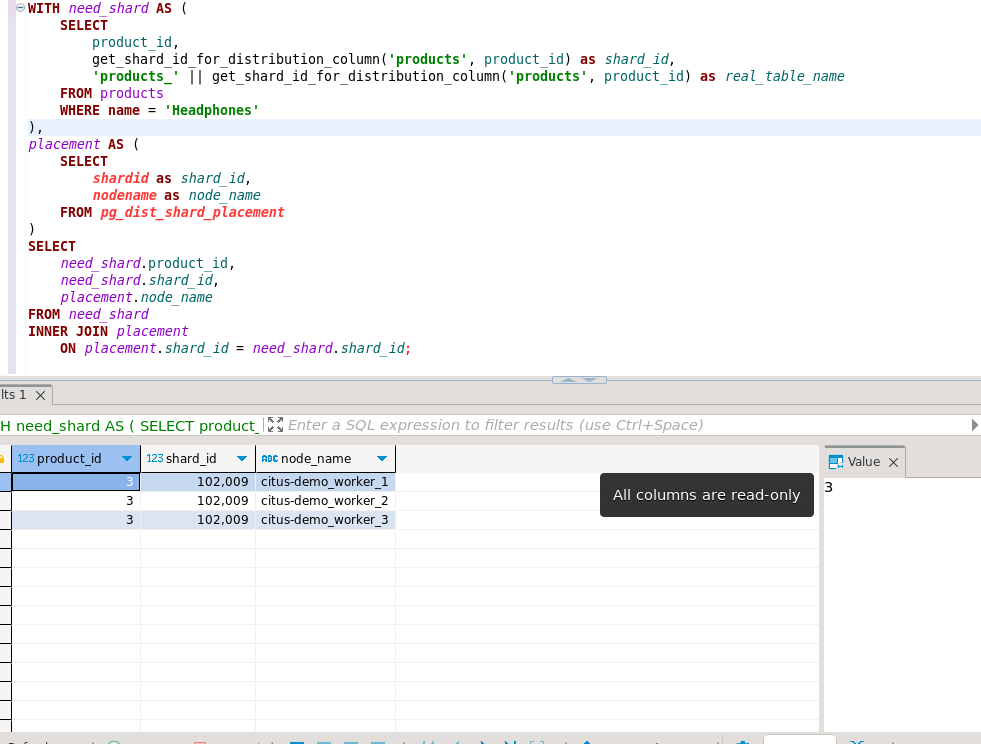 WITH need_shard AS (
SELECT
product_id,
get_shard_id_for_distribution_column('products', product_id) as shard_id,
'products_' || get_shard_id_for_distribution_column('products', product_id) as real_table_name
FROM products
WHERE name = 'Headphones'
),
placement AS (
SELECT
shardid as shard_id,
nodename as node_name
FROM pg_dist_shard_placement
)
SELECT
need_shard.product_id,
need_shard.shard_id,
placement.node_name
FROM need_shard
INNER JOIN placement
ON placement.shard_id = need_shard.shard_id;
lts 1
H need_shard AS ( SELECT product_ Enter a SQL expression to filter results (use Ctrl+Space)
123 product_id 123 shard_id ABC node_name Value
3 102,009 citus-demo_worker_1 3
3 102,009 citus-demo_worker_2 All columns are read-only
3 102,009 citus-demo_worker_3